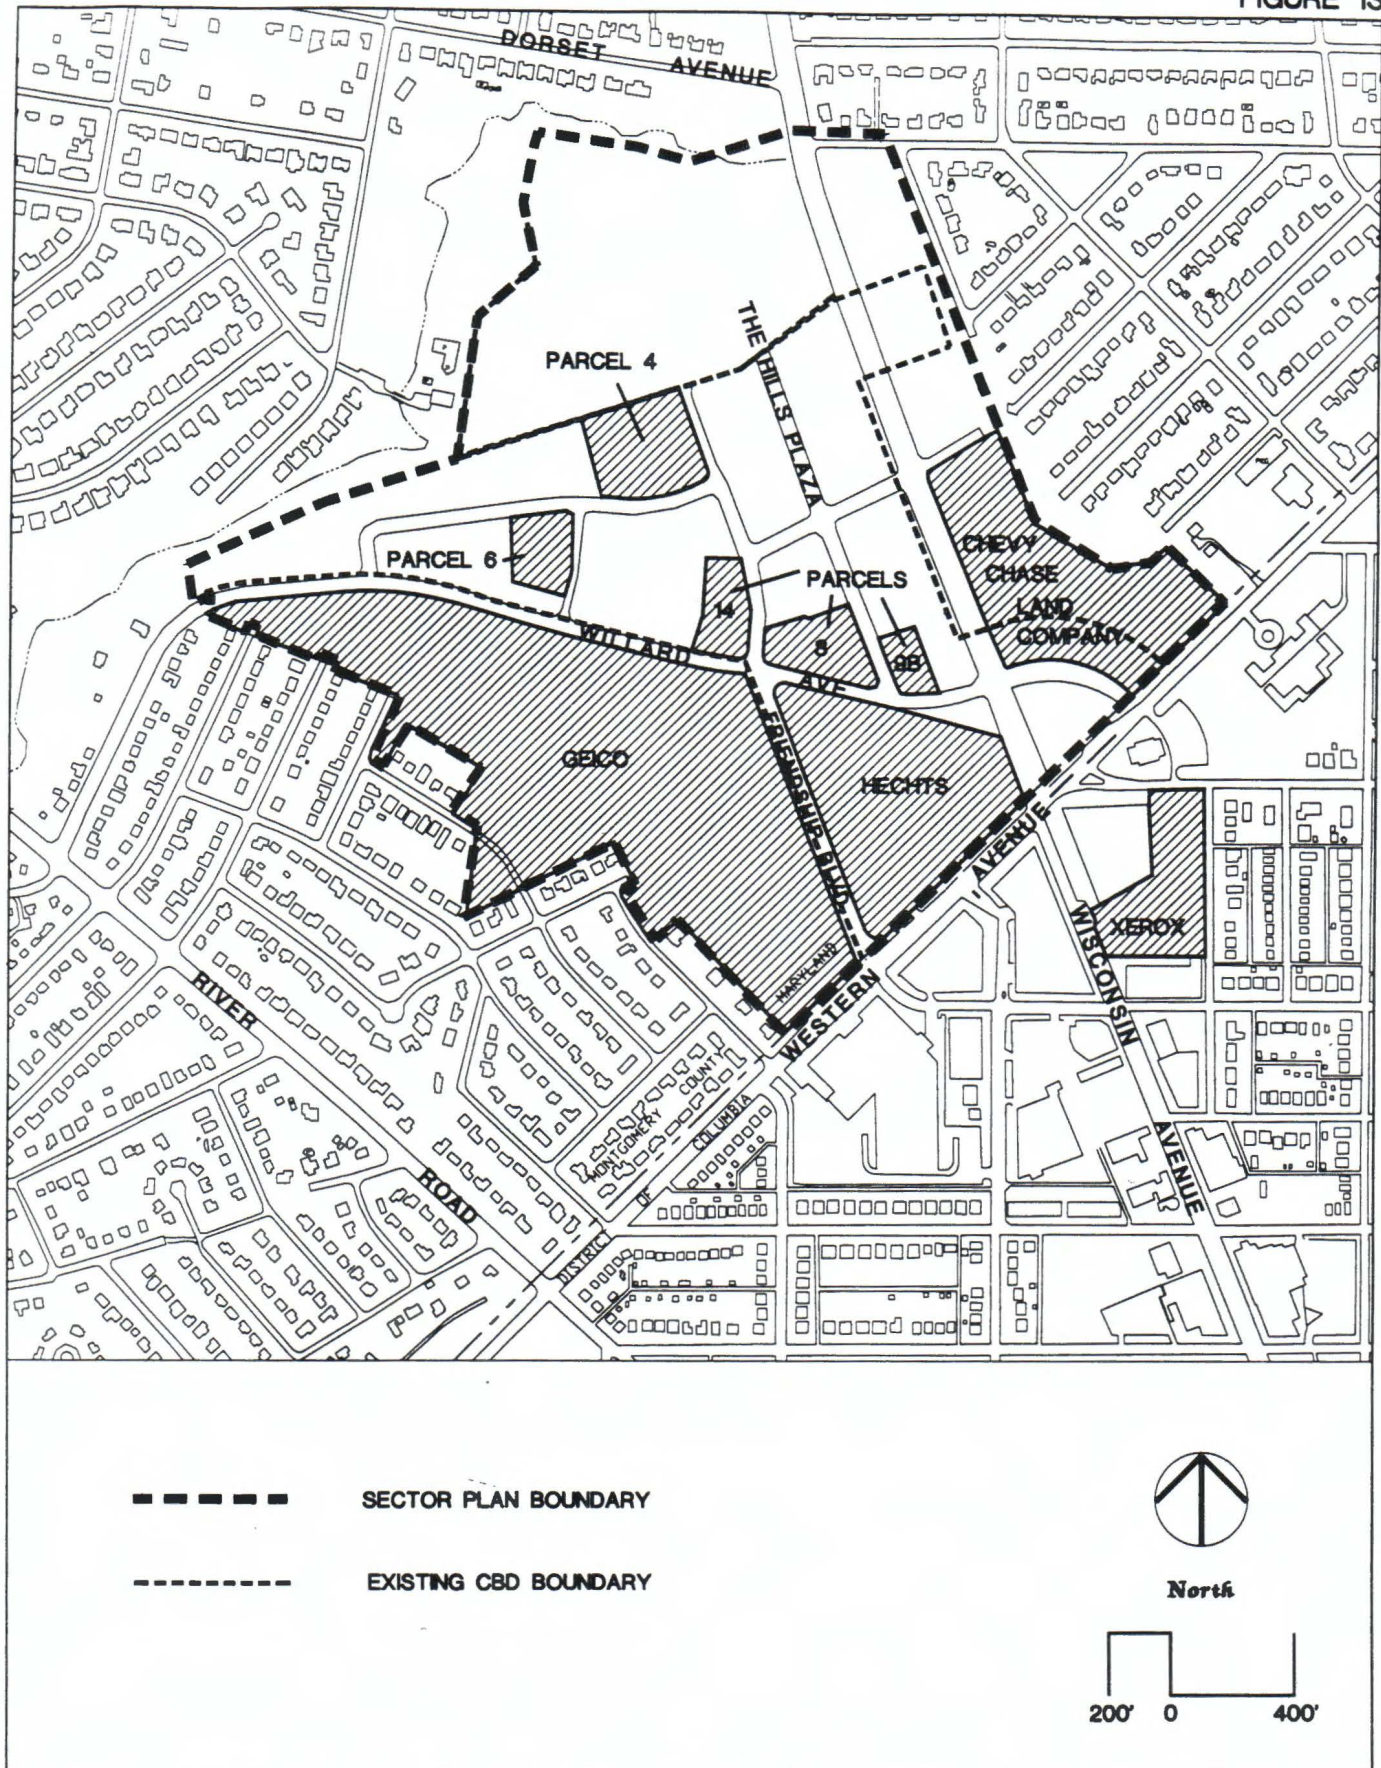 FIGURE 13
DORSET AVENUE
THE HILLS PLAZA
PARCEL 4
PARCEL 6
PARCELS
14
8
9B
CHEVY
CHASE
LAND
COMPANY
WILLARD AVE
GEICO
FRIENDSHIP BLVD.
HECHTS
AVENUE
WESTERN
MARYLAND
WISCONSIN
AVENUE
XEROX
RIVER
ROAD
MONTGOMERY COUNTY
DISTRICT OF COLUMBIA
SECTOR PLAN BOUNDARY
EXISTING CBD BOUNDARY
North
200' 0 400'